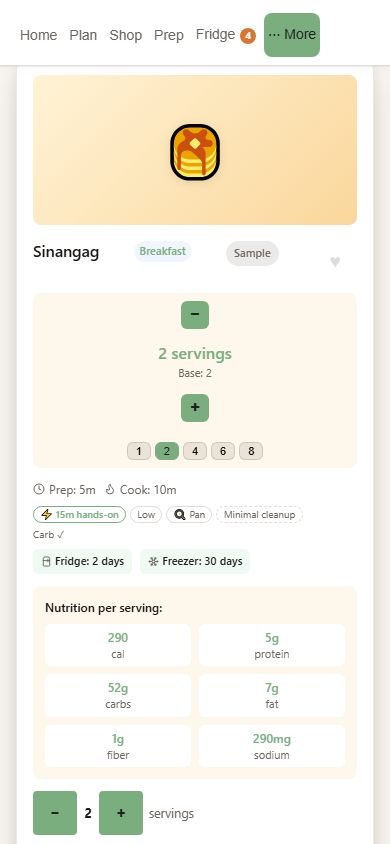 Home Plan Shop Prep Fridge 4 ··· More
Sinangag Breakfast Sample
♥
−
2 servings
Base: 2
+
1 2 4 6 8
Prep: 5m Cook: 10m
⚡ 15m hands-on Low 🍳 Pan Minimal cleanup
Carb ✓
Fridge: 2 days ❄ Freezer: 30 days
Nutrition per serving:
290 5g
cal protein
52g 7g
carbs fat
1g 290mg
fiber sodium
− 2 + servings